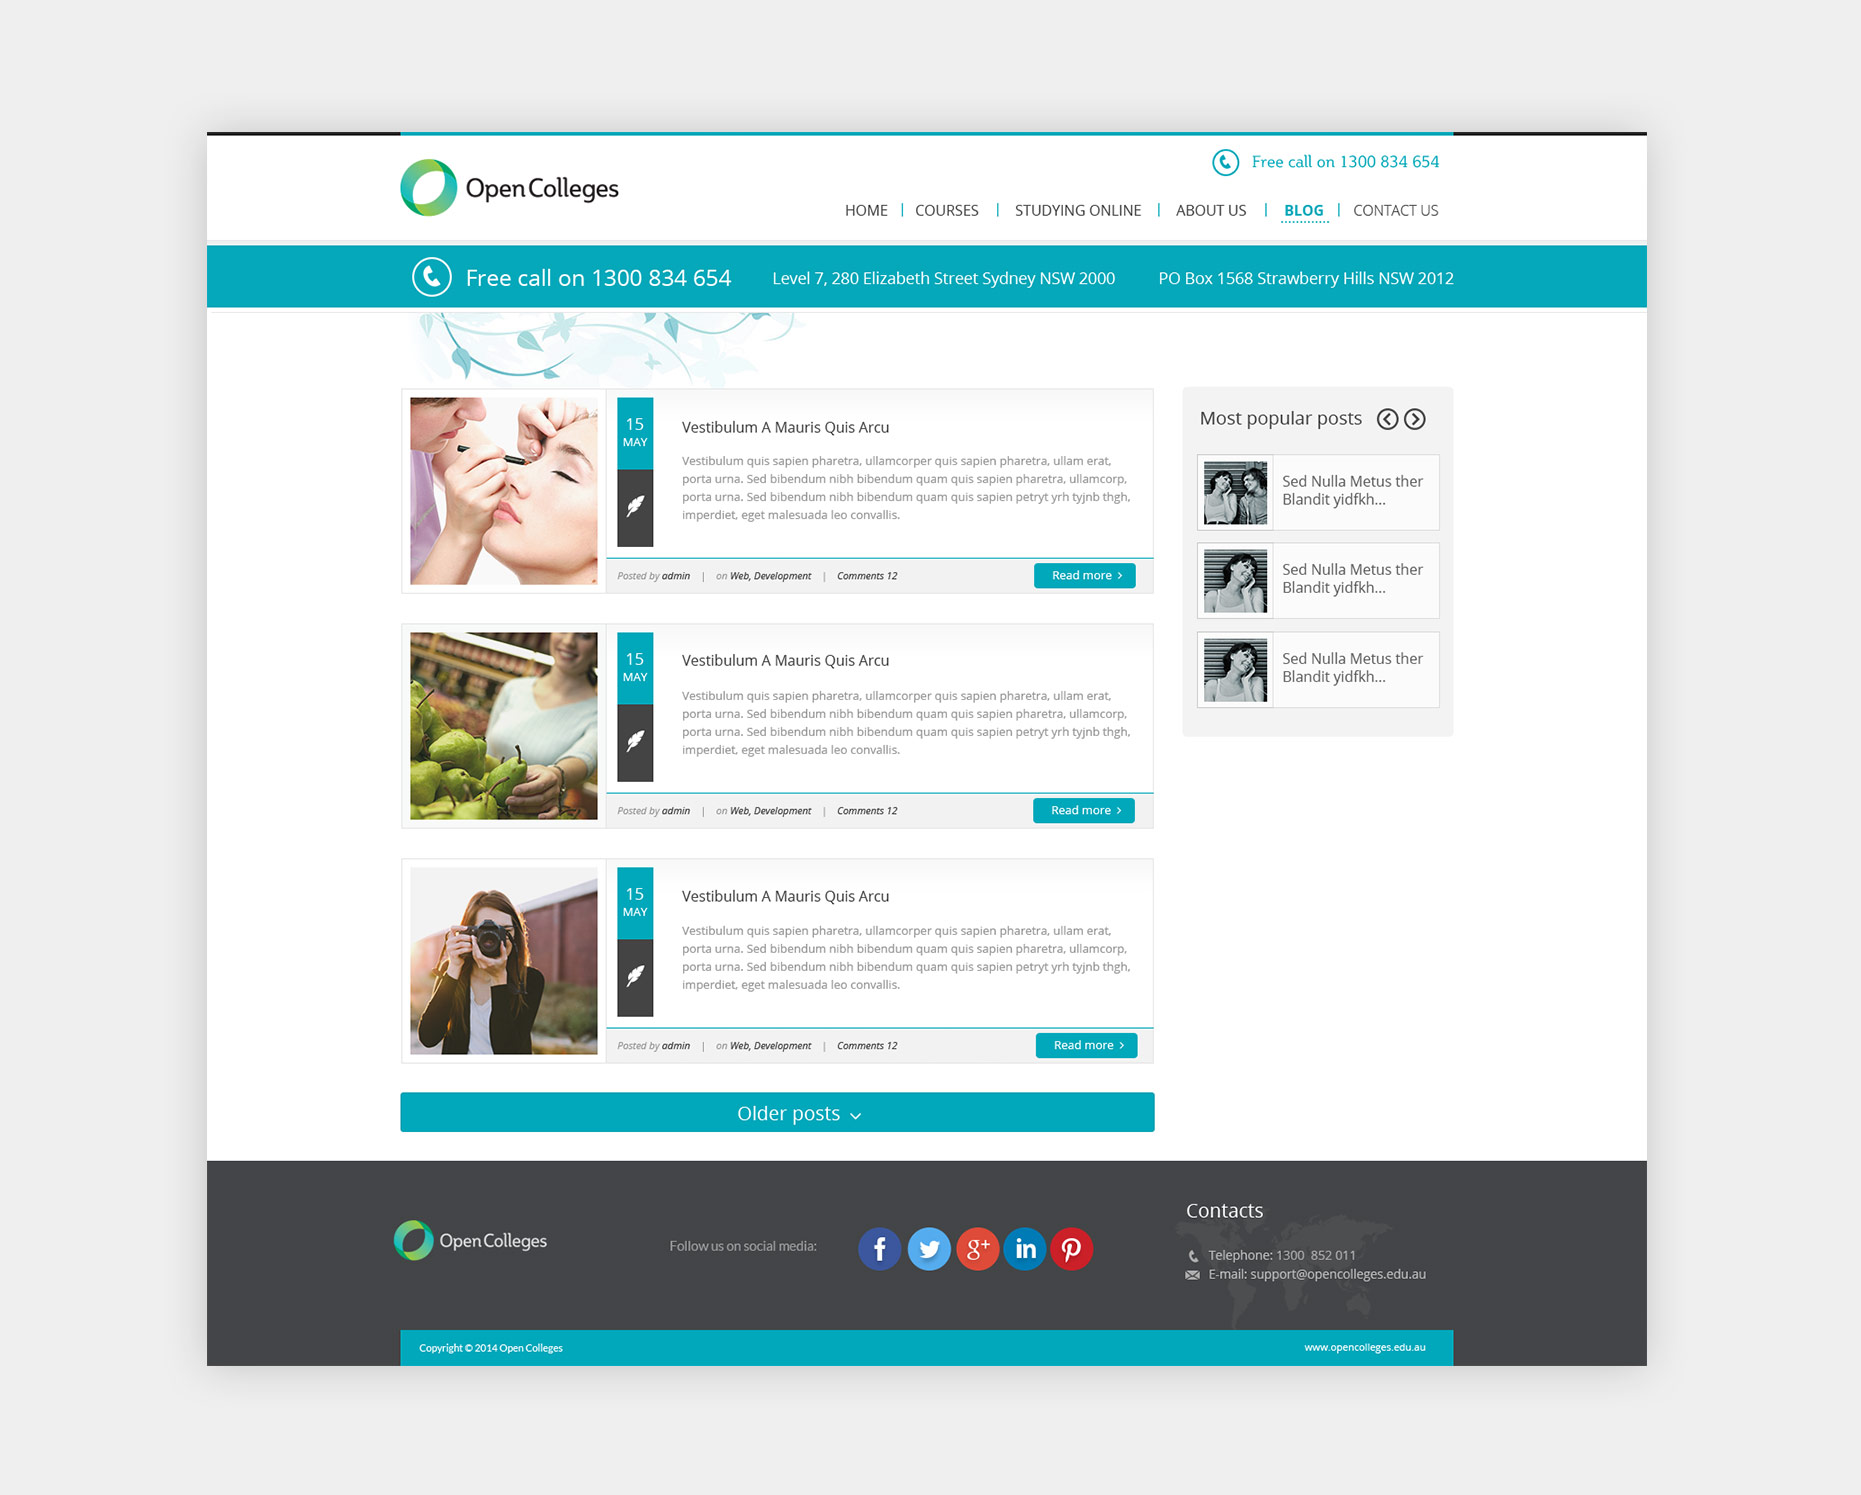 Open Colleges
Free call on 1300 834 654
HOME | COURSES | STUDYING ONLINE | ABOUT US | BLOG | CONTACT US
Free call on 1300 834 654
Level 7, 280 Elizabeth Street Sydney NSW 2000
PO Box 1568 Strawberry Hills NSW 2012
15
MAY
Vestibulum A Mauris Quis Arcu
Vestibulum quis sapien pharetra, ullamcorper quis sapien pharetra, ullam erat,
porta urna. Sed bibendum nibh bibendum quam quis sapien pharetra, ullamcorp,
porta urna. Sed bibendum nibh bibendum quam quis sapien petryt yrh tyjnb thgh,
imperdiet, eget malesuada leo convallis.
Posted by admin | on Web, Development | Comments 12
Read more
15
MAY
Vestibulum A Mauris Quis Arcu
Vestibulum quis sapien pharetra, ullamcorper quis sapien pharetra, ullam erat,
porta urna. Sed bibendum nibh bibendum quam quis sapien pharetra, ullamcorp,
porta urna. Sed bibendum nibh bibendum quam quis sapien petryt yrh tyjnb thgh,
imperdiet, eget malesuada leo convallis.
Posted by admin | on Web, Development | Comments 12
Read more
15
MAY
Vestibulum A Mauris Quis Arcu
Vestibulum quis sapien pharetra, ullamcorper quis sapien pharetra, ullam erat,
porta urna. Sed bibendum nibh bibendum quam quis sapien pharetra, ullamcorp,
porta urna. Sed bibendum nibh bibendum quam quis sapien petryt yrh tyjnb thgh,
imperdiet, eget malesuada leo convallis.
Posted by admin | on Web, Development | Comments 12
Read more
Older posts
Most popular posts
Sed Nulla Metus ther
Blandit yidfkh...
Sed Nulla Metus ther
Blandit yidfkh...
Sed Nulla Metus ther
Blandit yidfkh...
Open Colleges
Follow us on social media:
f
g+
in
Contacts
Telephone: 1300 852 011
E-mail: support@opencolleges.edu.au
Copyright © 2014 Open Colleges
www.opencolleges.edu.au